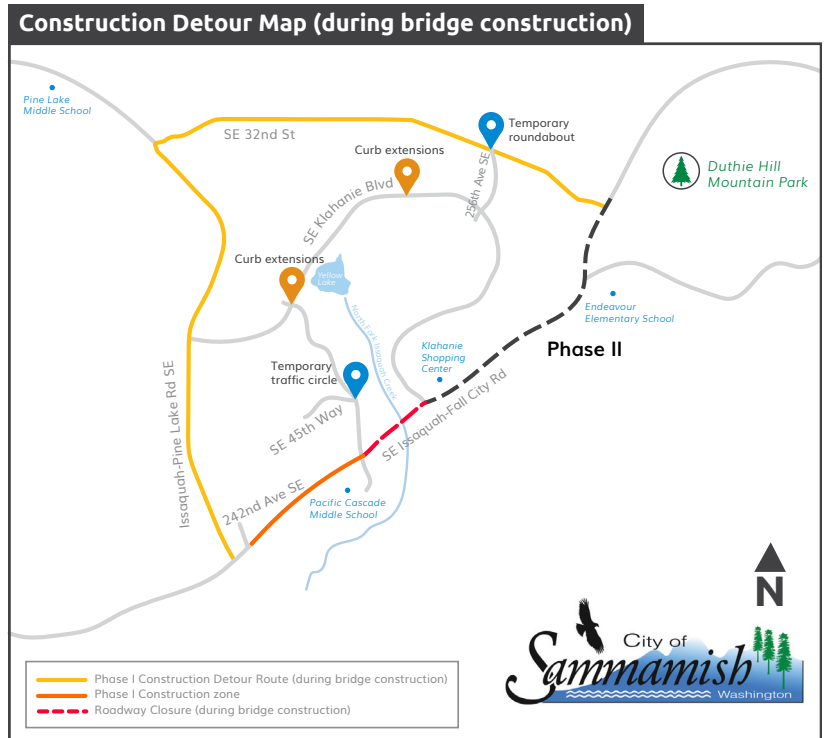 Construction Detour Map (during bridge construction)
Pine Lake
Middle School
SE 32nd St
Temporary
roundabout
Curb extensions
256th Ave SE
Duthie Hill
Mountain Park
SE Klahanie Blvd
Curb extensions
Yellow
Lake
North Fork Issaquah Creek
Endeavour
Elementary School
Klahanie
Shopping
Center
Phase II
Temporary
traffic circle
SE Issaquah-Fall City Rd
SE 45th Way
Issaquah-Pine Lake Rd SE
242nd Ave SE
Pacific Cascade
Middle School
N
City of
Sammamish
Washington
Phase I Construction Detour Route (during bridge construction)
Phase I Construction zone
Roadway Closure (during bridge construction)